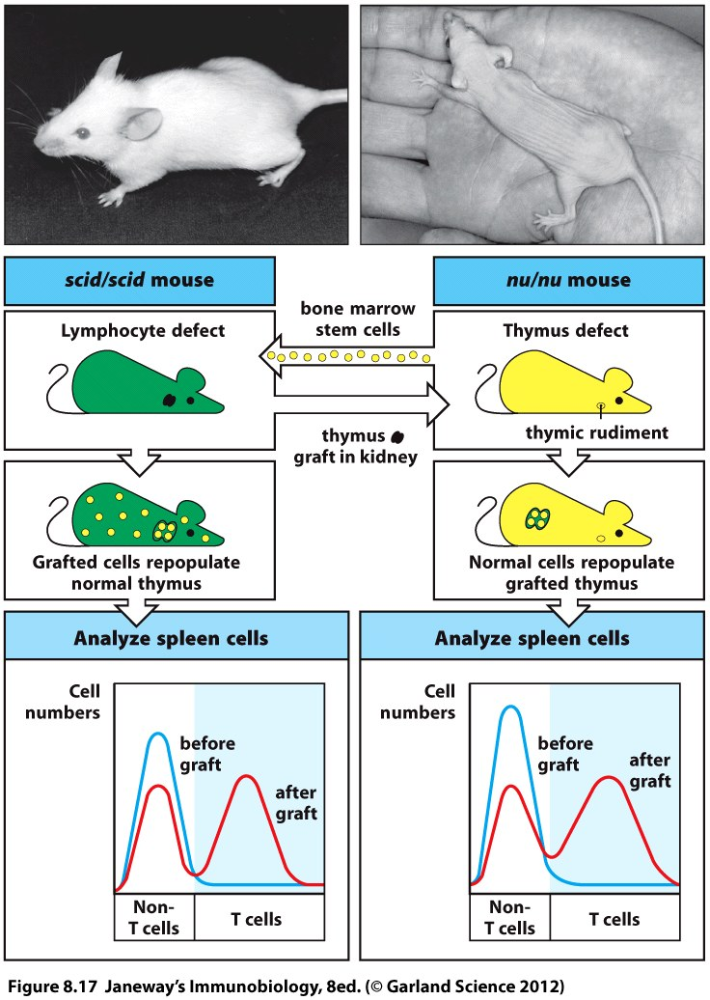 scid/scid mouse
nu/nu mouse
Lymphocyte defect
bone marrow
stem cells
Thymus defect
thymus
graft in kidney
thymic rudiment
Grafted cells repopulate
normal thymus
Normal cells repopulate
grafted thymus
Analyze spleen cells
Analyze spleen cells
Cell
numbers
before
graft
after
graft
Non-
T cells
T cells
Cell
numbers
before
graft
after
graft
Non-
T cells
T cells
Figure 8.17 Janeway's Immunobiology, 8ed. (© Garland Science 2012)